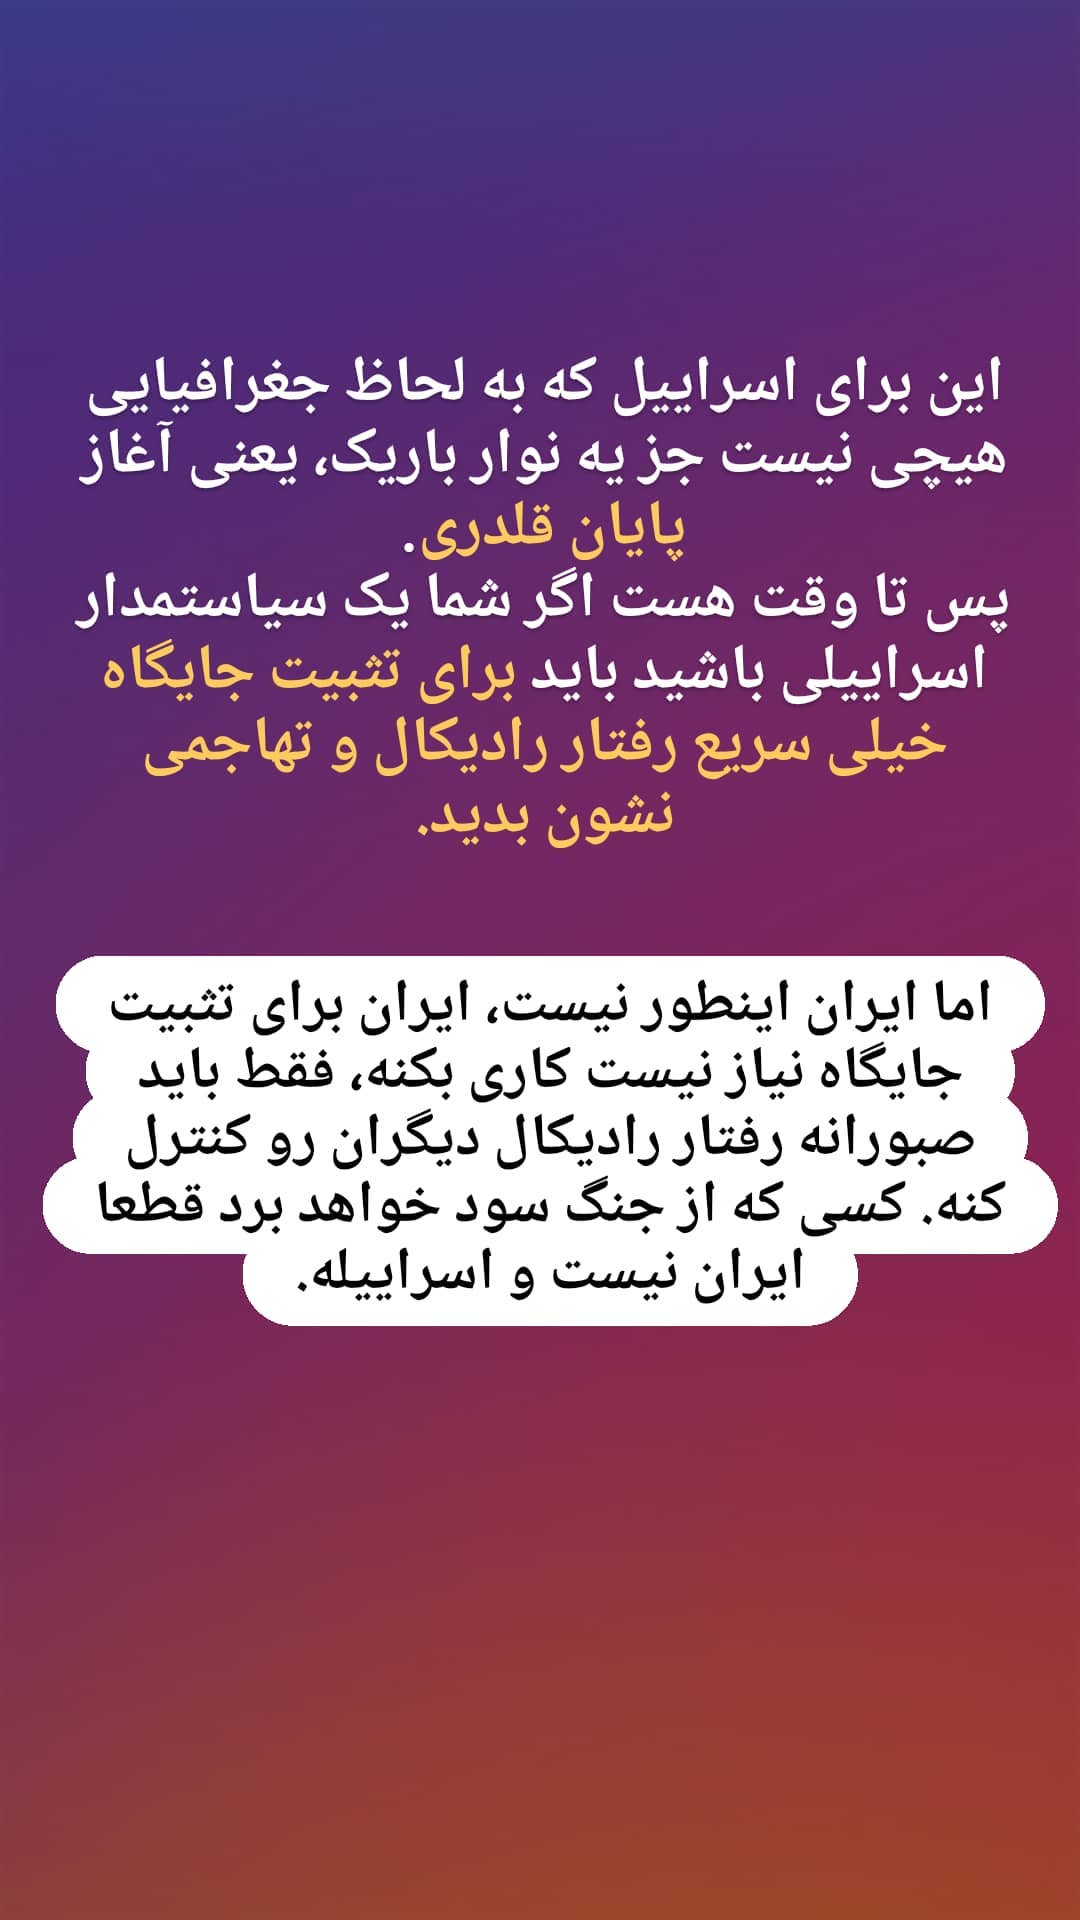 این برای اسراییل که به لحاظ جغرافیایی
هیچی نیست جز یه نوار باریک، یعنی آغاز
پایان قلدری.
پس تا وقت هست اگر شما یک سیاستمدار
اسراییلی باشید باید برای تثبیت جایگاه
خیلی سریع رفتار رادیکال و تهاجمی
نشون بدید.
اما ایران اینطور نیست، ایران برای تثبیت
جایگاه نیاز نیست کاری بکنه، فقط باید
صبورانه رفتار رادیکال دیگران رو کنترل
کنه. کسی که از جنگ سود خواهد برد قطعا
ایران نیست و اسراییله.